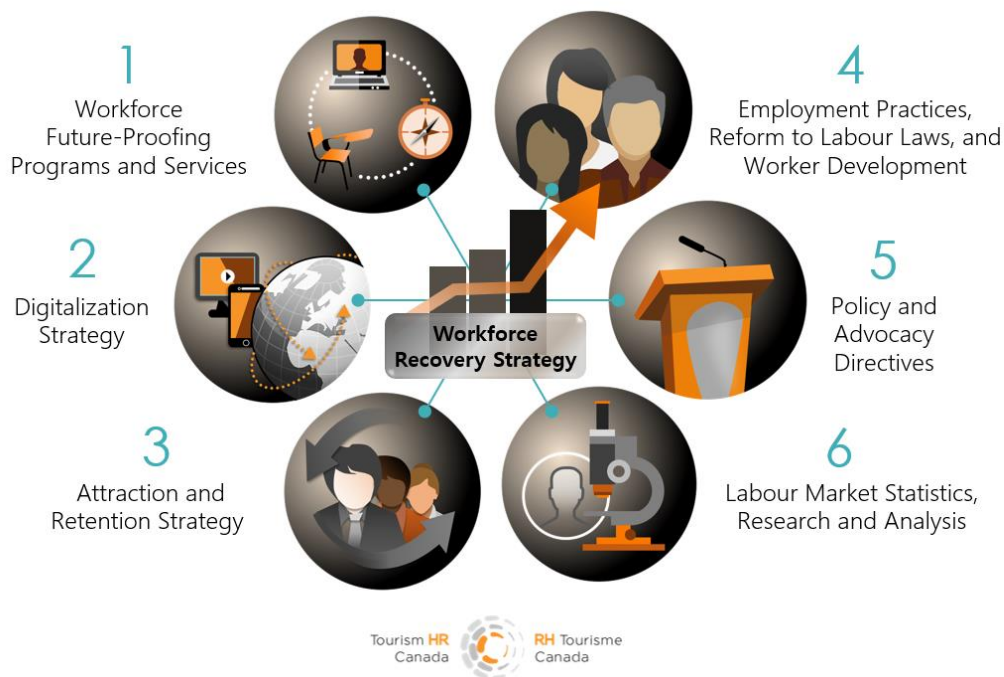 1
Workforce
Future-Proofing
Programs and Services
2
Digitalization
Strategy
3
Attraction and
Retention Strategy
Workforce
Recovery Strategy
4
Employment Practices,
Reform to Labour Laws, and
Worker Development
5
Policy and
Advocacy
Directives
6
Labour Market Statistics,
Research and Analysis
Tourism HR
Canada
RH Tourisme
Canada